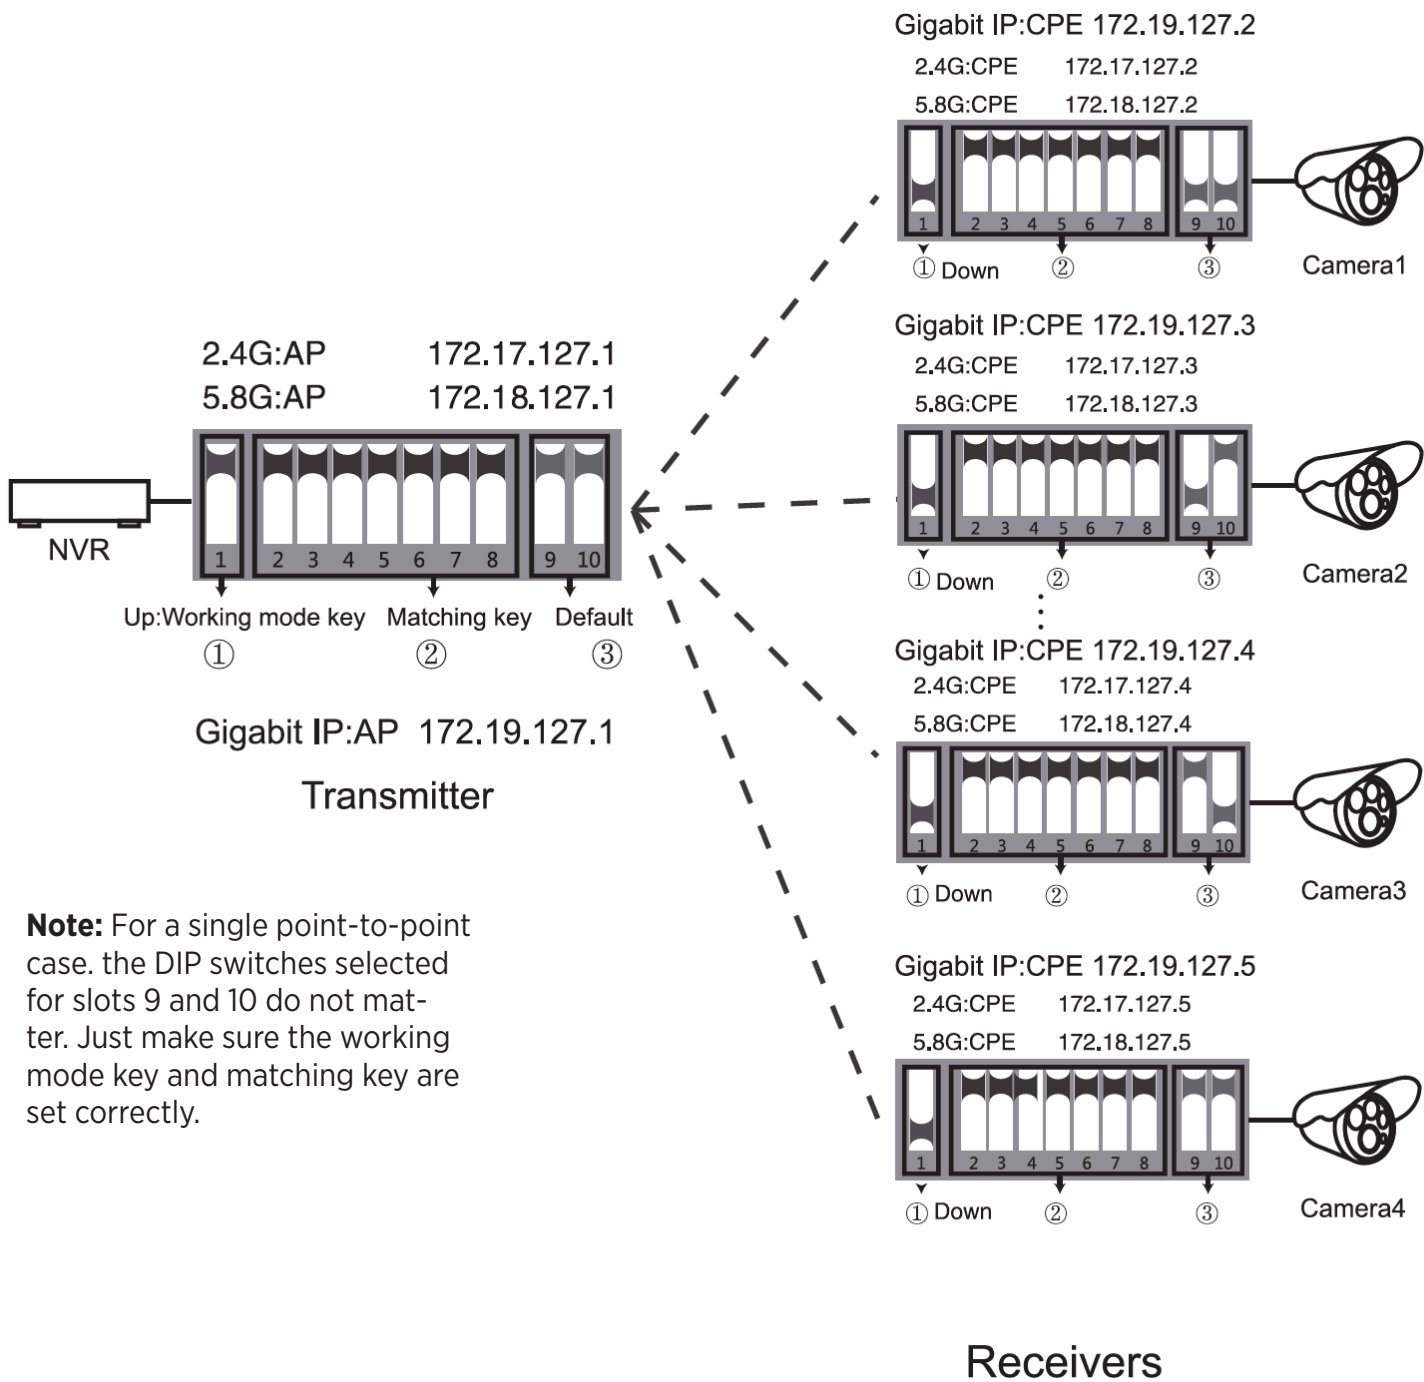 2.4G:AP 172.17.127.1
5.8G:AP 172.18.127.1
NVR
1 2 3 4 5 6 7 8 9 10
Up:Working mode key Matching key Default
① ② ③
Gigabit IP:AP 172.19.127.1
Transmitter
Note: For a single point-to-point
case. the DIP switches selected
for slots 9 and 10 do not mat-
ter. Just make sure the working
mode key and matching key are
set correctly.
Gigabit IP:CPE 172.19.127.2
2.4G:CPE 172.17.127.2
5.8G:CPE 172.18.127.2
1 2 3 4 5 6 7 8 9 10
① Down ② ③
Camera1
Gigabit IP:CPE 172.19.127.3
2.4G:CPE 172.17.127.3
5.8G:CPE 172.18.127.3
1 2 3 4 5 6 7 8 9 10
① Down ② ③
Camera2
Gigabit IP:CPE 172.19.127.4
2.4G:CPE 172.17.127.4
5.8G:CPE 172.18.127.4
1 2 3 4 5 6 7 8 9 10
① Down ② ③
Camera3
Gigabit IP:CPE 172.19.127.5
2.4G:CPE 172.17.127.5
5.8G:CPE 172.18.127.5
1 2 3 4 5 6 7 8 9 10
① Down ② ③
Camera4
Receivers